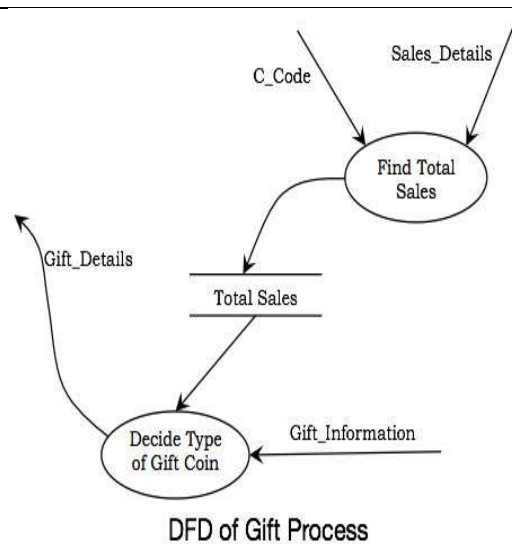 Sales_Details
C_Code
Find Total
Sales
Gift_Details
Total Sales
Decide Type
of Gift Coin
Gift_Information
DFD of Gift Process